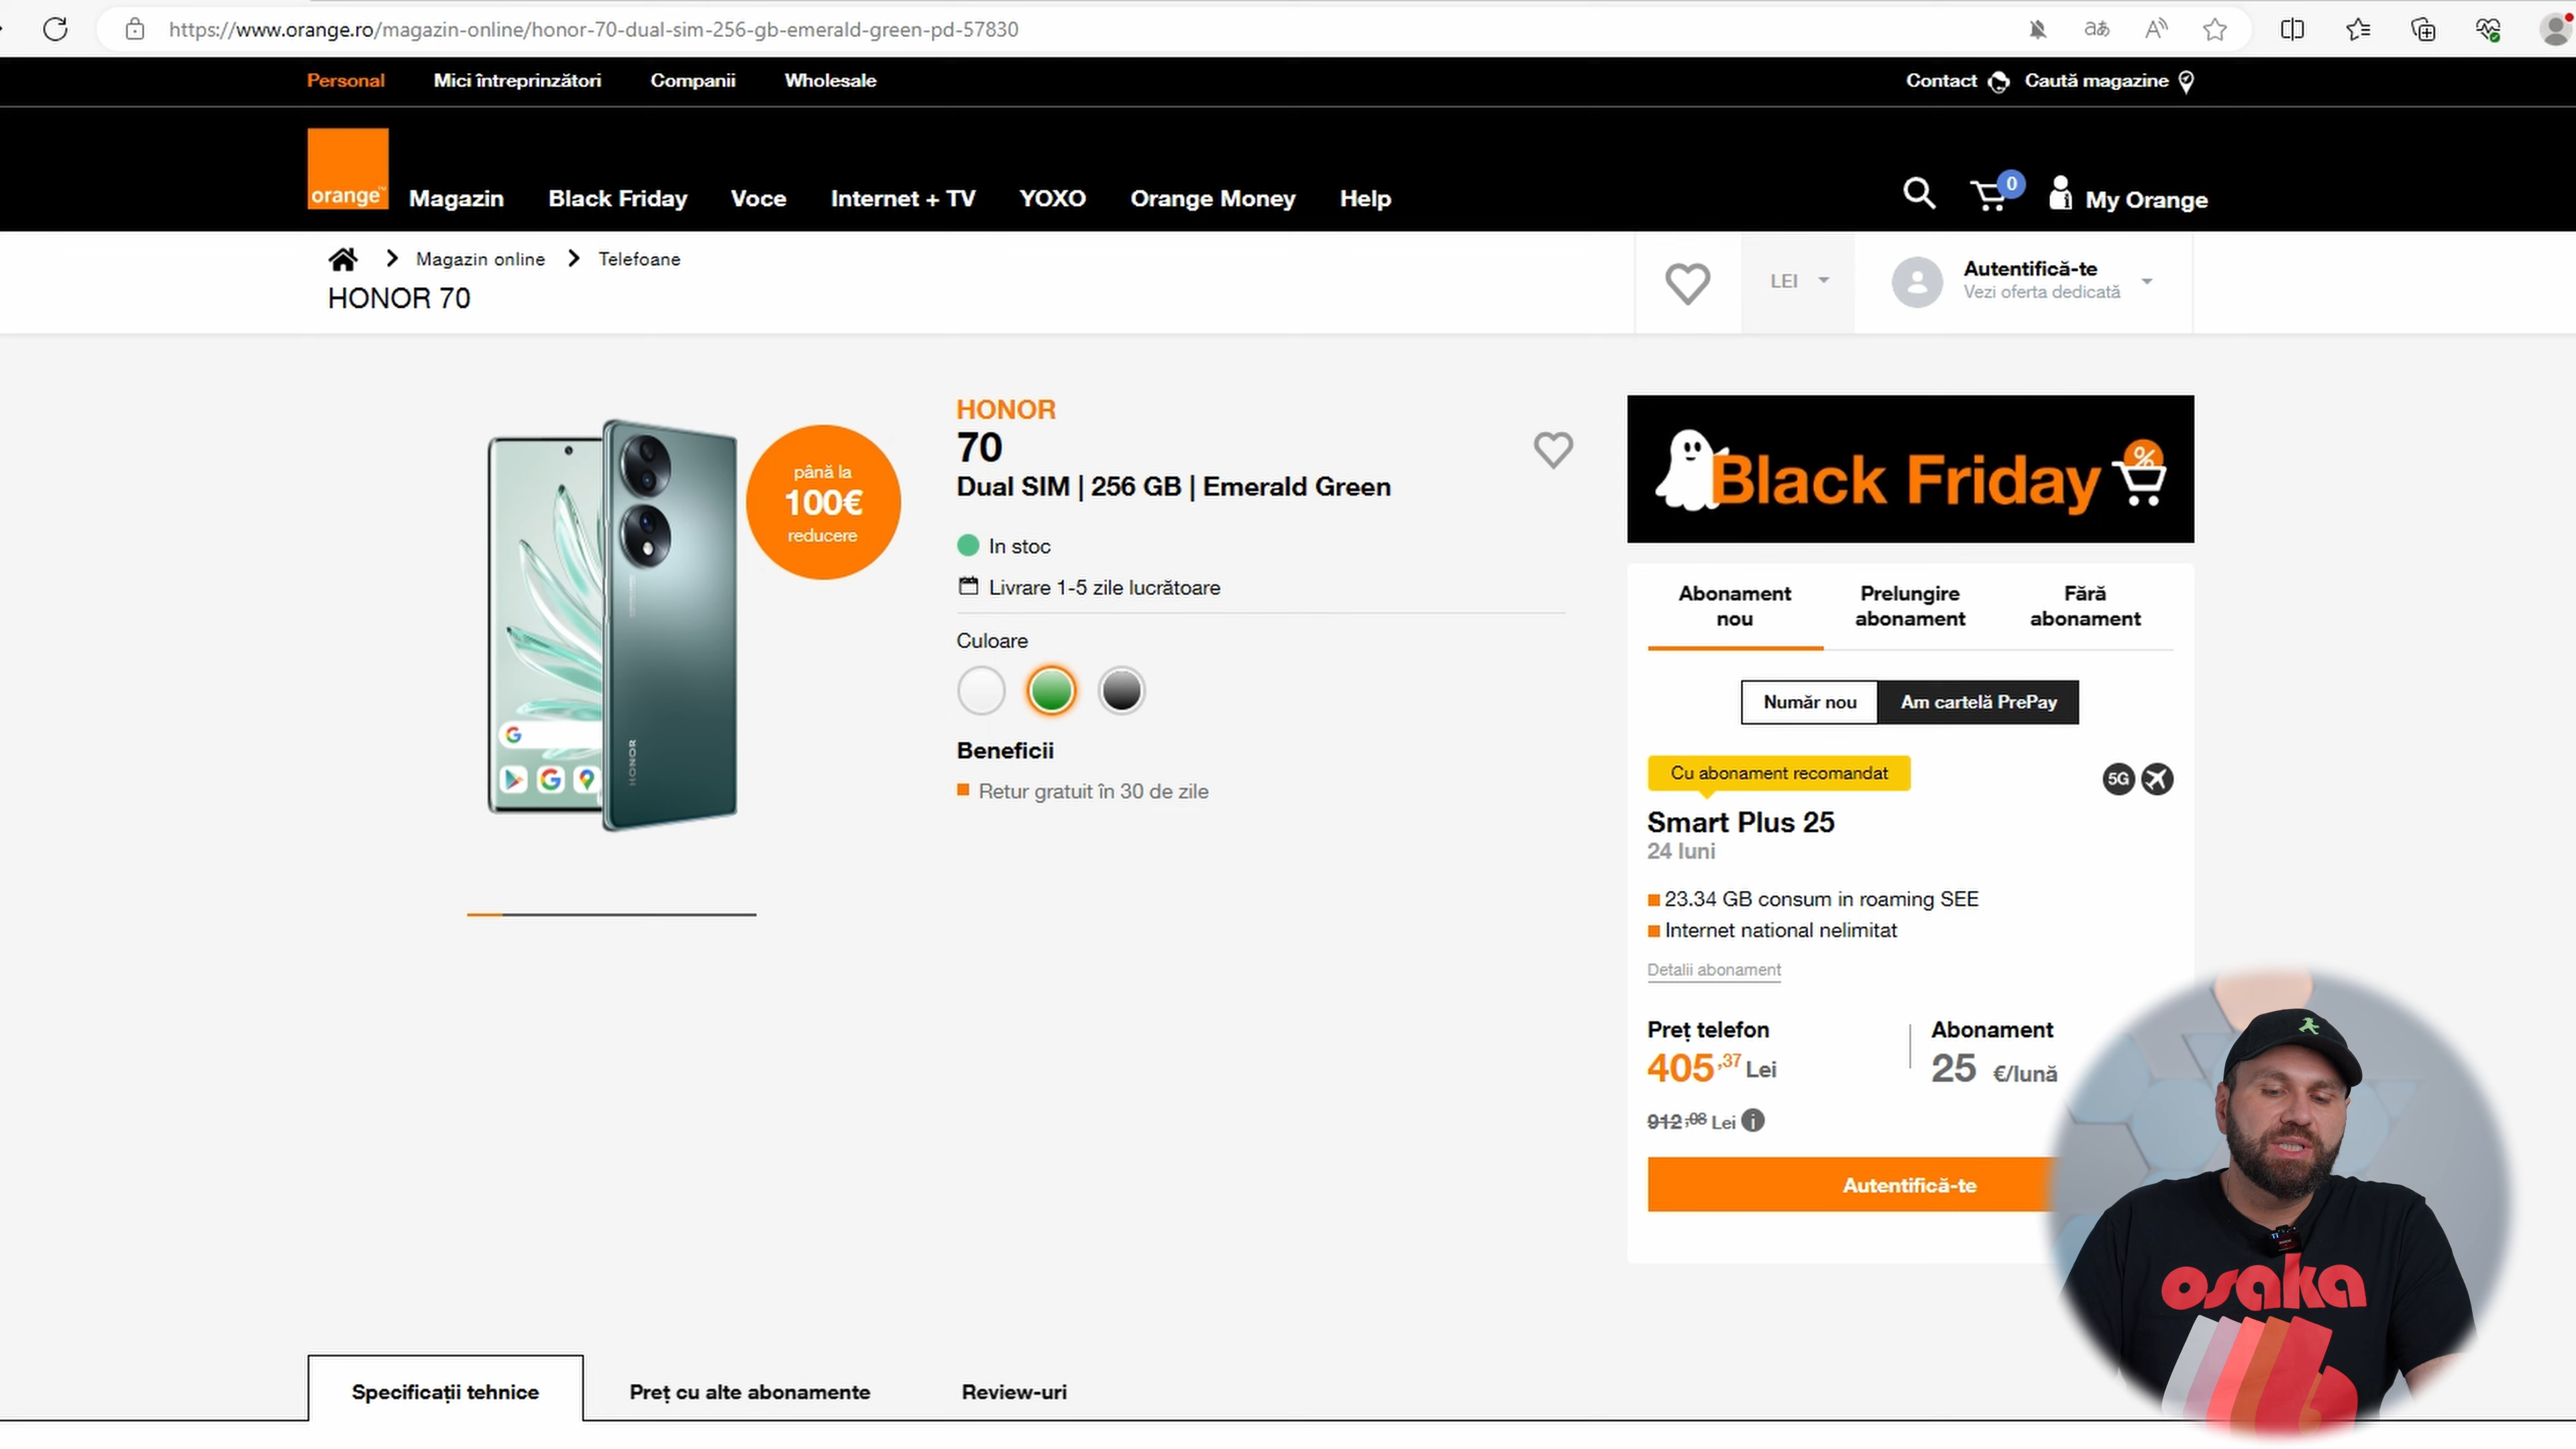 https://www.orange.ro/magazin-online/honor-70-dual-sim-256-gb-emerald-green-pd-57830
Personal Mici întreprinzători Companii Wholesale Contact Caută magazine
orange™ Magazin Black Friday Voce Internet + TV YOXO Orange Money Help 0 My Orange
Magazin online Telefoane
HONOR 70
LEI
Autentifică-te
Vezi oferta dedicată
până la
100€
reducere
HONOR
HONOR
70
Dual SIM | 256 GB | Emerald Green
In stoc
Livrare 1-5 zile lucrătoare
Culoare
Beneficii
Retur gratuit în 30 de zile
Black Friday %
Abonament nou
Prelungire abonament
Fără abonament
Număr nou Am cartelă PrePay
Cu abonament recomandat 5G
Smart Plus 25
24 luni
23.34 GB consum in roaming SEE
Internet national nelimitat
Detalii abonament
Preț telefon Abonament
405,37 Lei 25 €/lună
912,08 Lei
Autentifică-te
osaka
Specificații tehnice Preț cu alte abonamente Review-uri